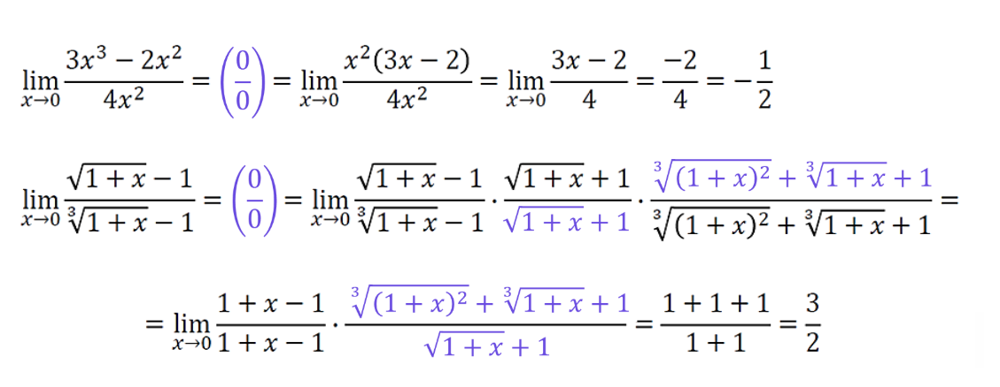 $\lim_{x \to 0} \frac{3x^3 - 2x^2}{4x^2} = \left(\frac{0}{0}\right) = \lim_{x \to 0} \frac{x^2(3x - 2)}{4x^2} = \lim_{x \to 0} \frac{3x - 2}{4} = \frac{-2}{4} = -\frac{1}{2}$
$\lim_{x \to 0} \frac{\sqrt{1+x} - 1}{\sqrt[3]{1+x} - 1} = \left(\frac{0}{0}\right) = \lim_{x \to 0} \frac{\sqrt{1+x} - 1}{\sqrt[3]{1+x} - 1} \cdot \frac{\sqrt{1+x} + 1}{\sqrt{1+x} + 1} \cdot \frac{\sqrt[3]{(1+x)^2} + \sqrt[3]{1+x} + 1}{\sqrt[3]{(1+x)^2} + \sqrt[3]{1+x} + 1} =$
$= \lim_{x \to 0} \frac{1 + x - 1}{1 + x - 1} \cdot \frac{\sqrt[3]{(1+x)^2} + \sqrt[3]{1+x} + 1}{\sqrt{1+x} + 1} = \frac{1 + 1 + 1}{1 + 1} = \frac{3}{2}$